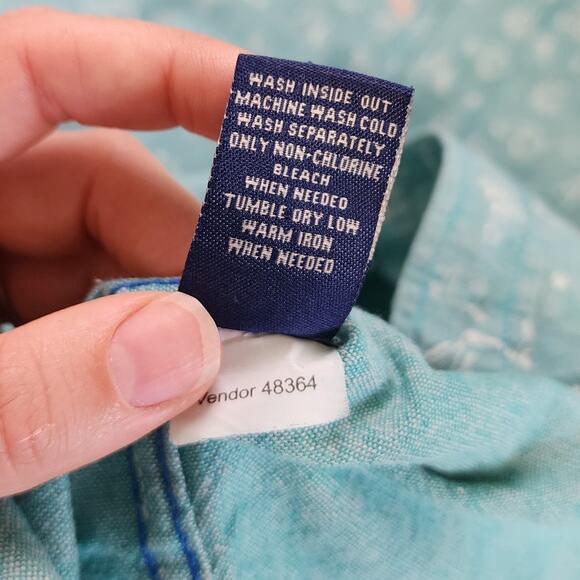 WASH INSIDE OUT
MACHINE WASH COLD
WASH SEPARATELY
ONLY NON-CHLORINE
BLEACH
WHEN NEEDED
TUMBLE DRY LOW
WARM IRON
WHEN NEEDED
Vendor 48364